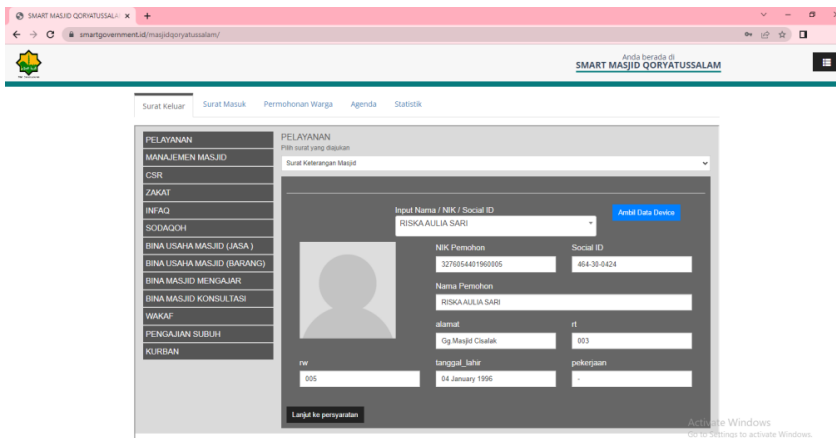 SMART MASJID QORYATUSSALA
smartgovernment.id/masjidqoryatussalam/
Anda berada di
SMART MASJID QORYATUSSALAM
Surat Keluar Surat Masuk Permohonan Warga Agenda Statistik
PELAYANAN
MANAJEMEN MASJID
CSR
ZAKAT
INFAQ
SODAQOH
BINA USAHA MASJID (JASA )
BINA USAHA MASJID (BARANG)
BINA MASJID MENGAJAR
BINA MASJID KONSULTASI
WAKAF
PENGAJIAN SUBUH
KURBAN
PELAYANAN
Pilih surat yang diajukan
Surat Keterangan Masjid
Input Nama / NIK / Social ID
RISKA AULIA SARI
Ambil Data Device
NIK Pemohon Social ID
3276054401960005 464-30-0424
Nama Pemohon
RISKA AULIA SARI
alamat rt
Gg.Masjid Cisalak 003
rw tanggal_lahir pekerjaan
005 04 January 1996 -
Lanjut ke persyaratan
Activate Windows
Go to Settings to activate Windows.